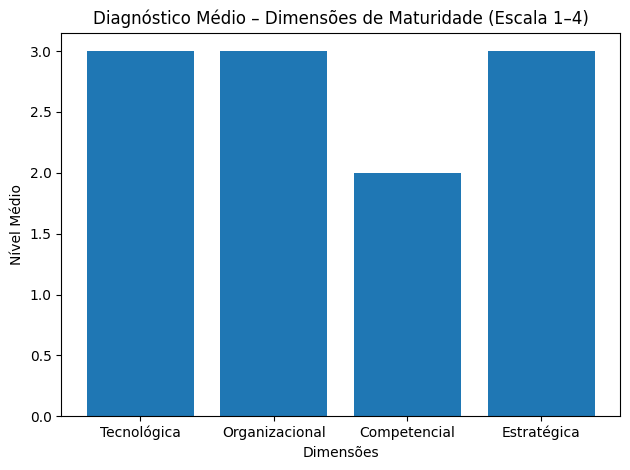 Diagnóstico Médio – Dimensões de Maturidade (Escala 1–4)
3.0
2.5
2.0
1.5
1.0
0.5
0.0
Nível Médio
Tecnológica Organizacional Competencial Estratégica
Dimensões